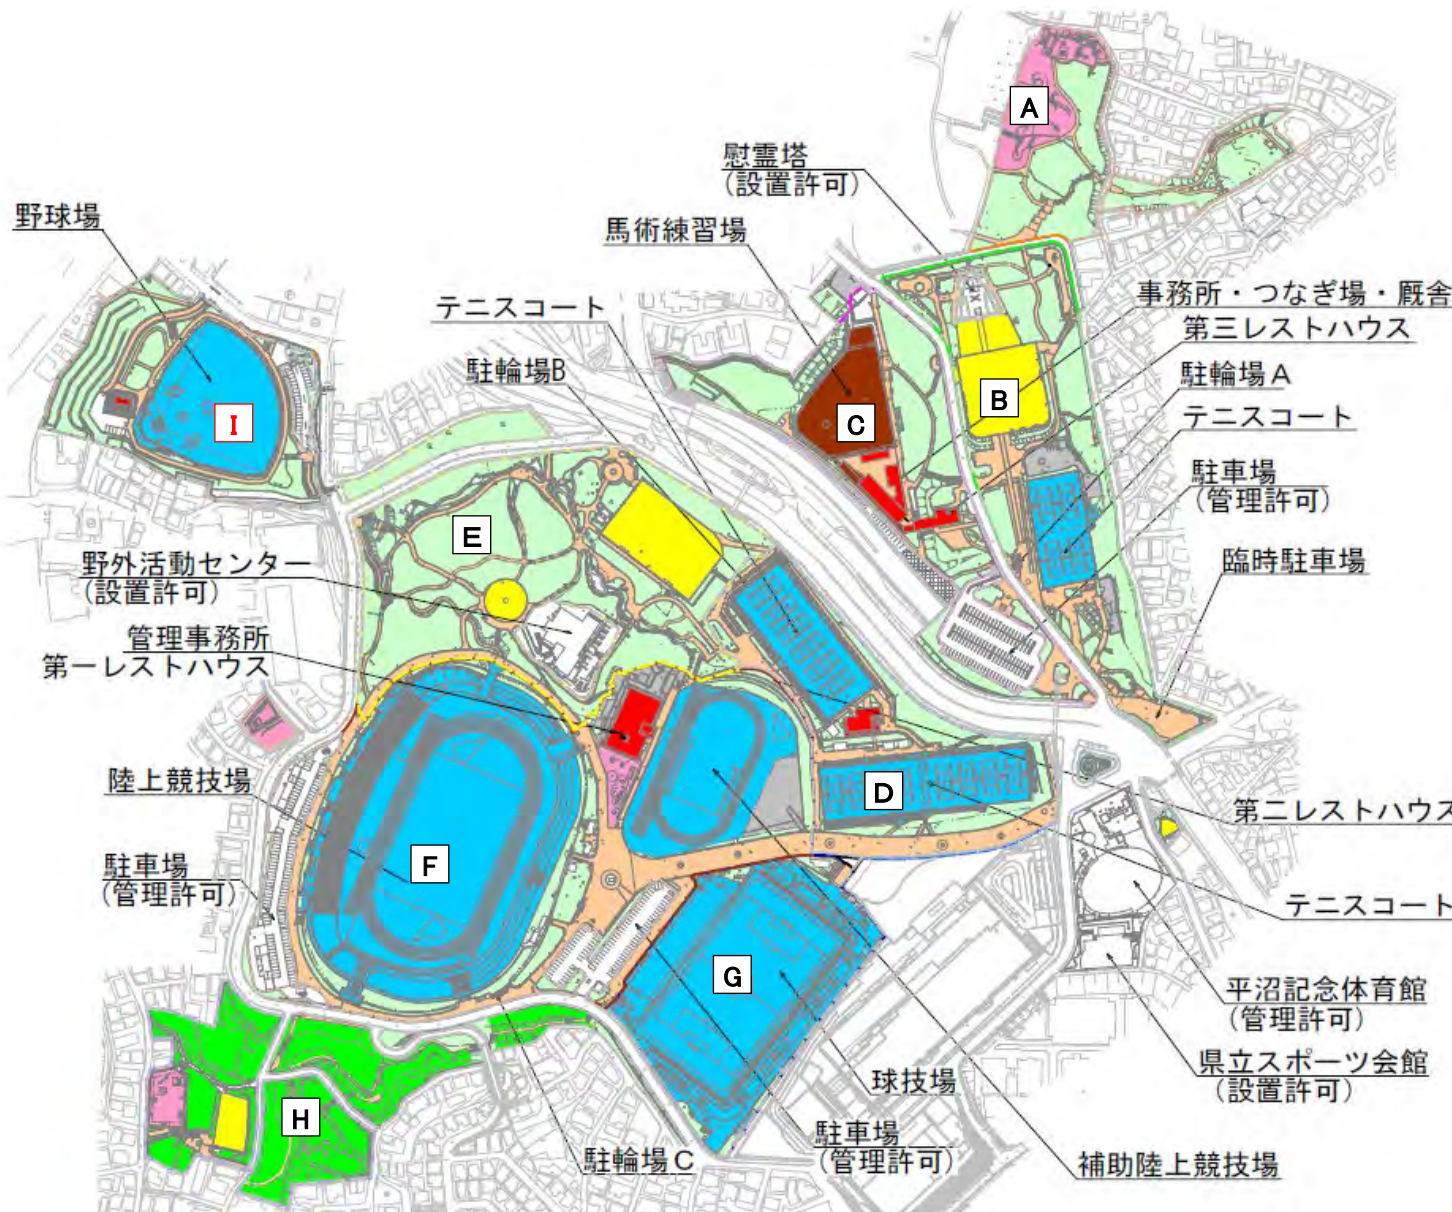 A
慰霊塔
(設置許可)
野球場
馬術練習場
事務所・つなぎ場・厩舎
テニスコート
第三レストハウス
駐輪場B
駐輪場A
B
テニスコート
I
C
駐車場
(管理許可)
E
野外活動センター
(設置許可)
臨時駐車場
管理事務所
第一レストハウス
陸上競技場
D
第二レストハウス
駐車場
(管理許可)
F
テニスコート
G
平沼記念体育館
(管理許可)
県立スポーツ会館
(設置許可)
球技場
H
駐車場
(管理許可)
駐輪場C
補助陸上競技場